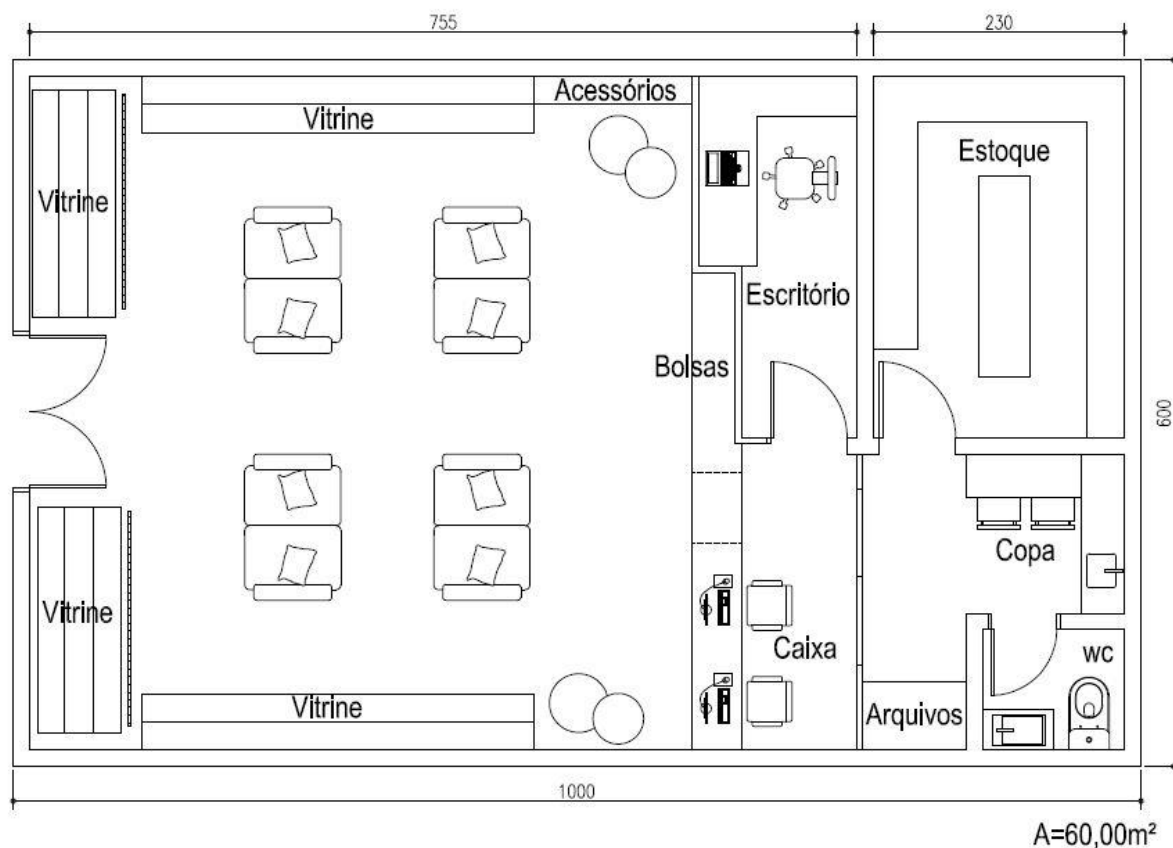 755
230
Acessórios
Vitrine
Estoque
Vitrine
Escritório
Bolsas
600
Copa
Vitrine
Caixa
wc
Vitrine
Arquivos
1000
A=60,00m²